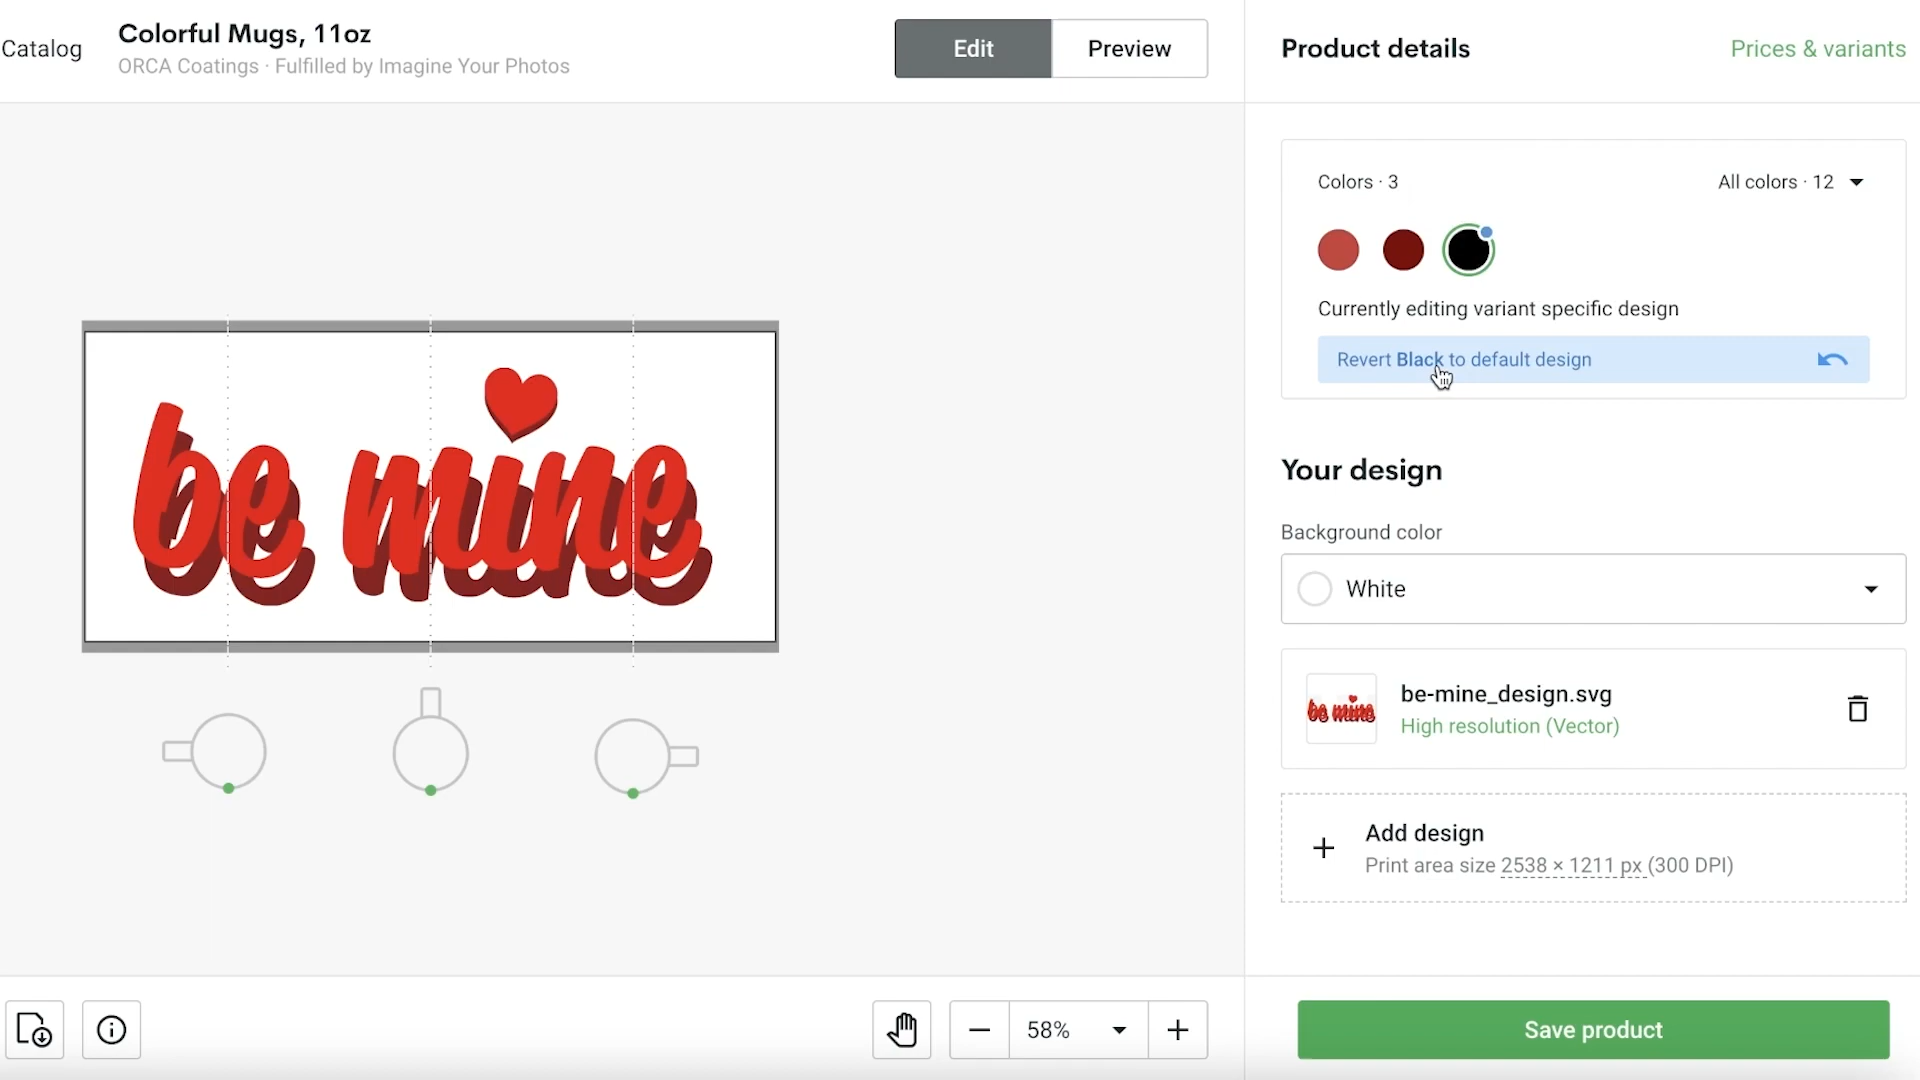 Catalog
Colorful Mugs, 11oz
ORCA Coatings · Fulfilled by Imagine Your Photos
Edit
Preview
Product details
Prices & variants
Colors · 3
All colors · 12
Currently editing variant specific design
Revert Black to default design
be mine
Your design
Background color
White
be mine
be-mine_design.svg
High resolution (Vector)
Add design
Print area size 2538 × 1211 px (300 DPI)
58%
Save product